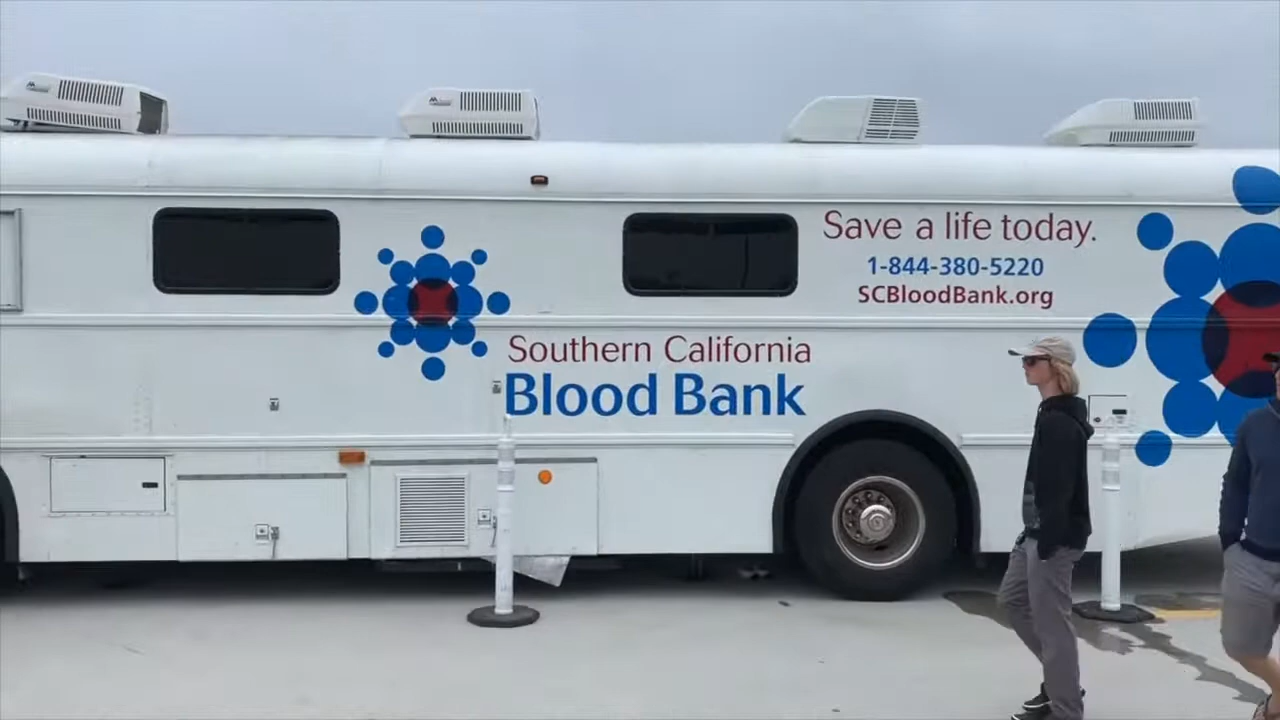 Save a life today.
1-844-380-5220
SCBloodBank.org
Southern California
Blood Bank